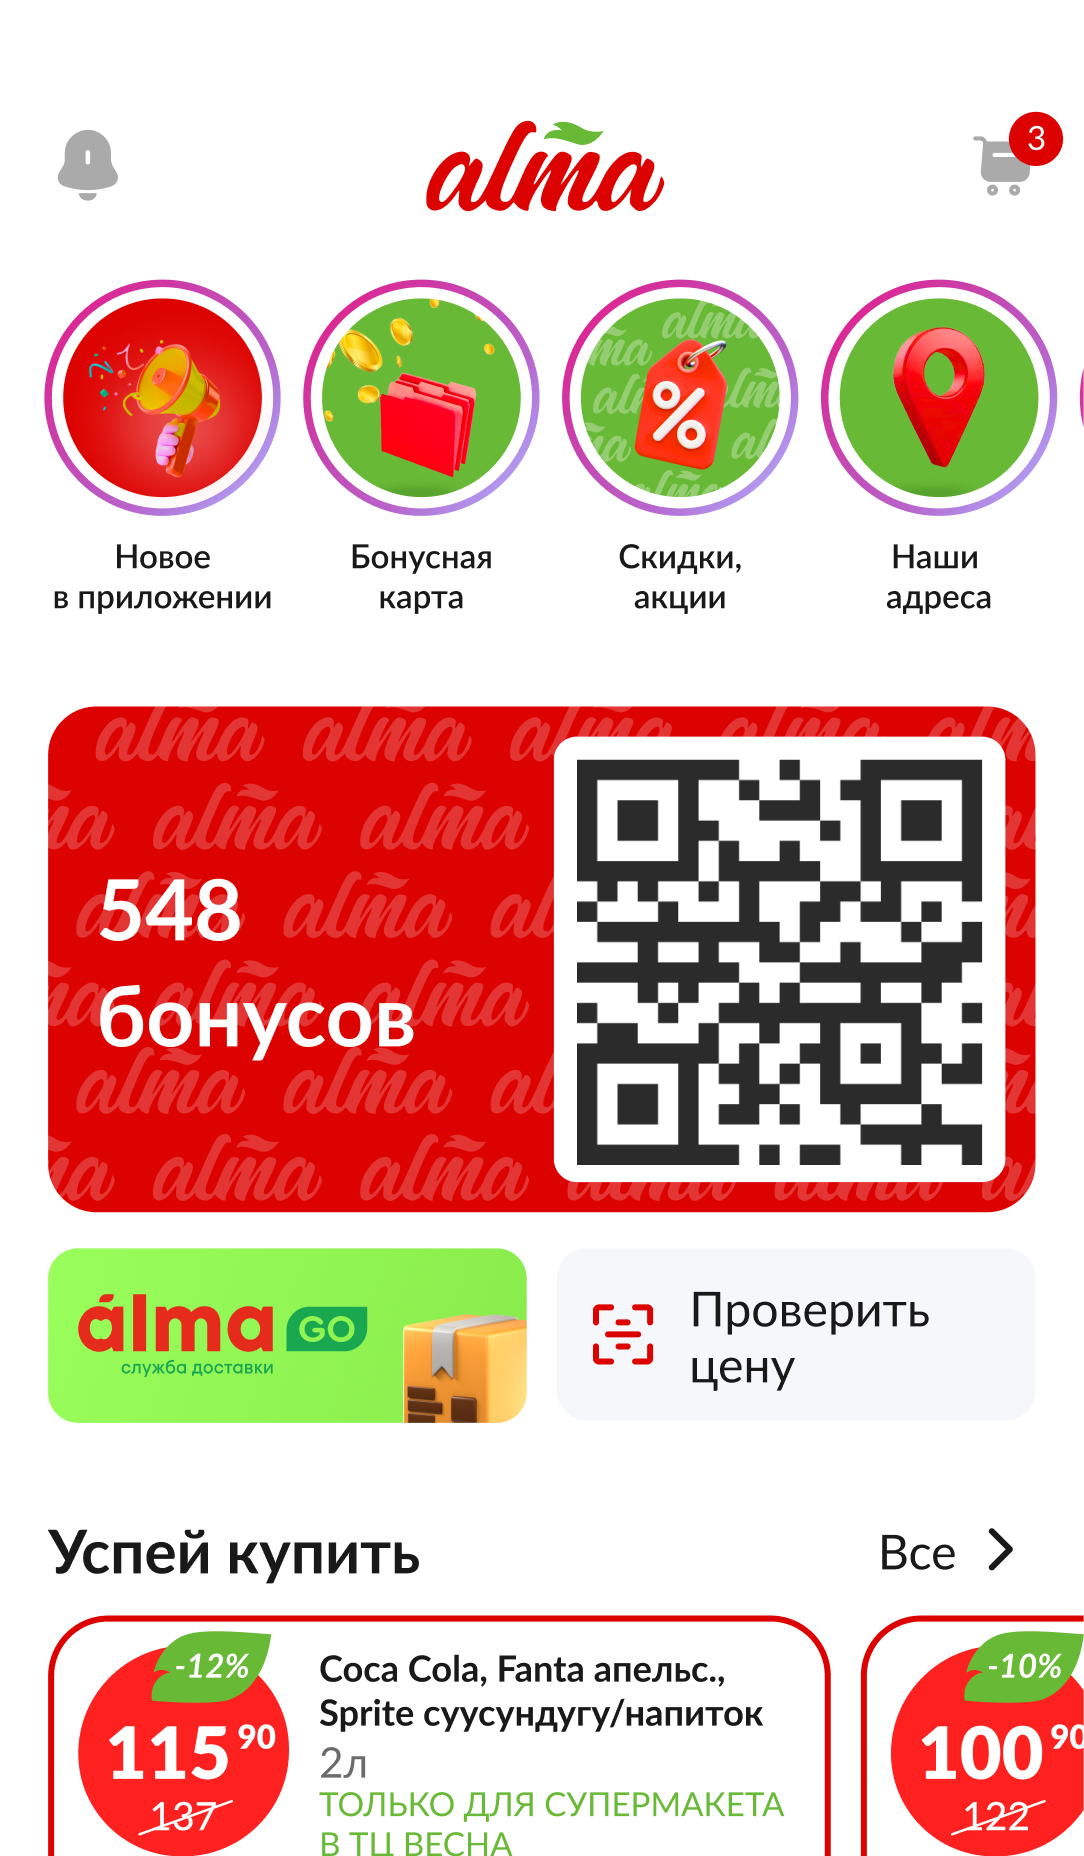 alma
3
Новое
в приложении
Бонусная
карта
Скидки,
акции
Наши
адреса
548
бонусов
alma GO
служба доставки
Проверить
цену
Успей купить
Все
-12%
115 90
137
Coca Cola, Fanta апельс.,
Sprite суусундугу/напиток
2л
ТОЛЬКО ДЛЯ СУПЕРМАКЕТА
В ТЦ ВЕСНА
-10%
100 90
122